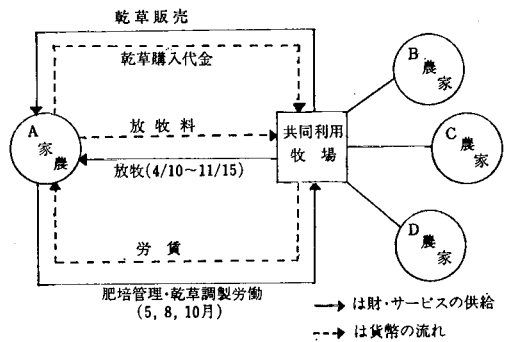 乾草販売
乾草購入代金
放牧料
放牧(4/10〜11/15)
労賃
肥培管理・乾草調製労働
(5, 8, 10月)
A
農
家
共同利用
牧場
B
農
家
C
農
家
D
農
家
は財・サービスの供給
は貨幣の流れ